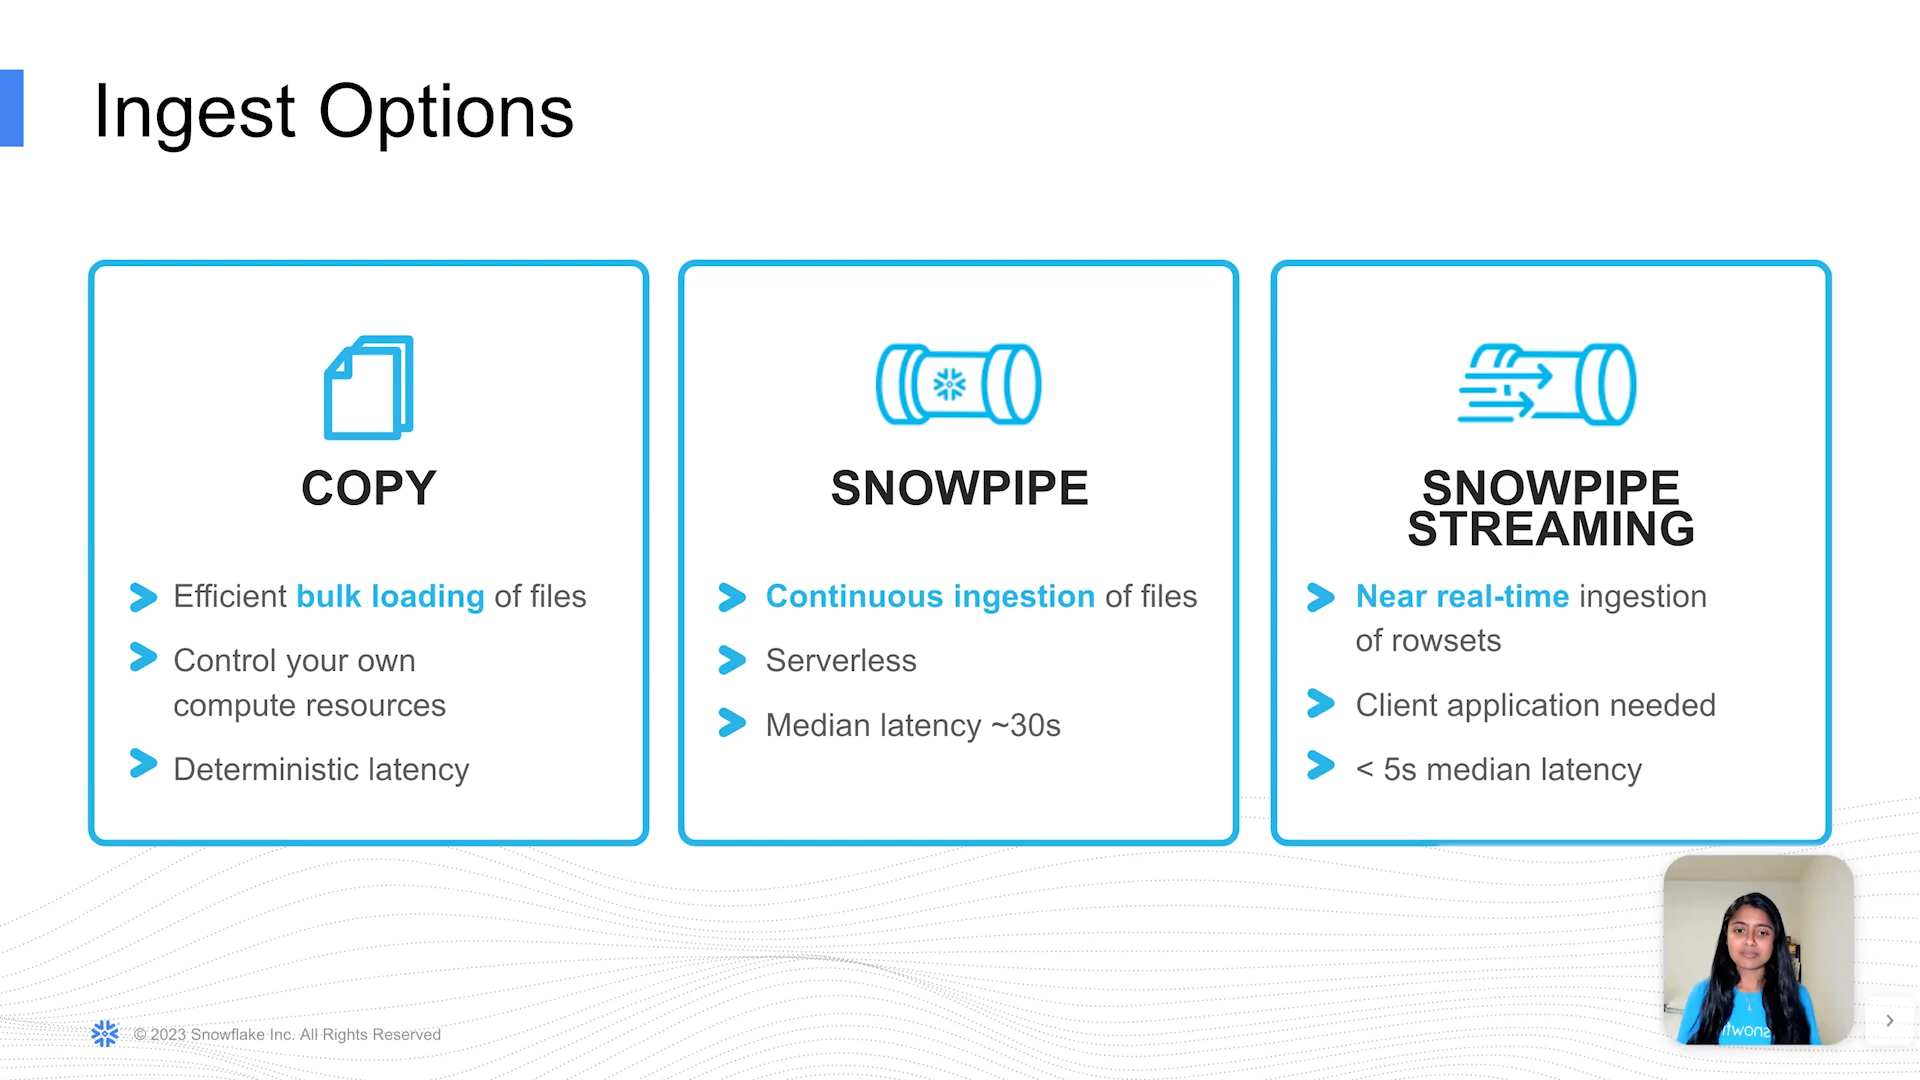 Ingest Options
COPY
Efficient bulk loading of files
Control your own
compute resources
Deterministic latency
SNOWPIPE
Continuous ingestion of files
Serverless
Median latency ~30s
SNOWPIPE
STREAMING
Near real-time ingestion
of rowsets
Client application needed
< 5s median latency
© 2023 Snowflake Inc. All Rights Reserved